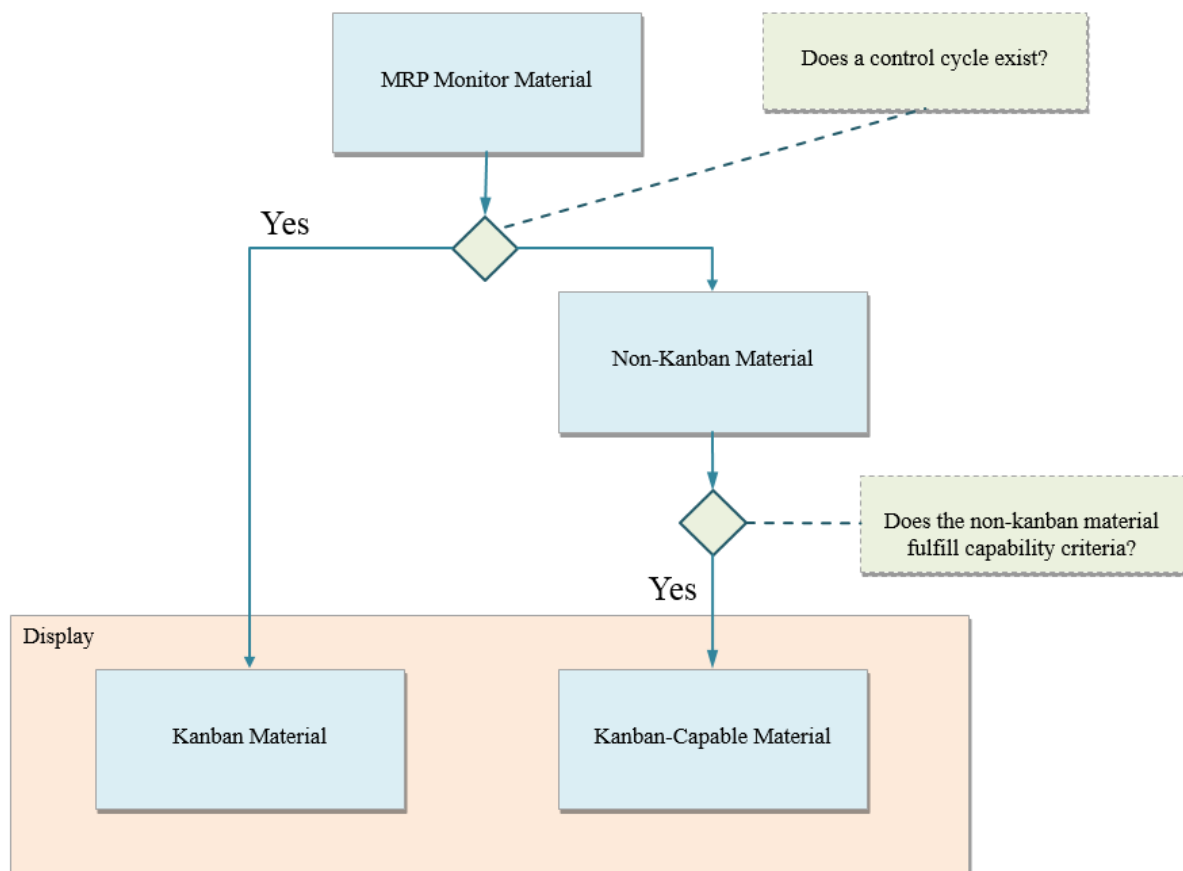 MRP Monitor Material
Does a control cycle exist?
Yes
Non-Kanban Material
Does the non-kanban material
fulfill capability criteria?
Yes
Display
Kanban Material
Kanban-Capable Material